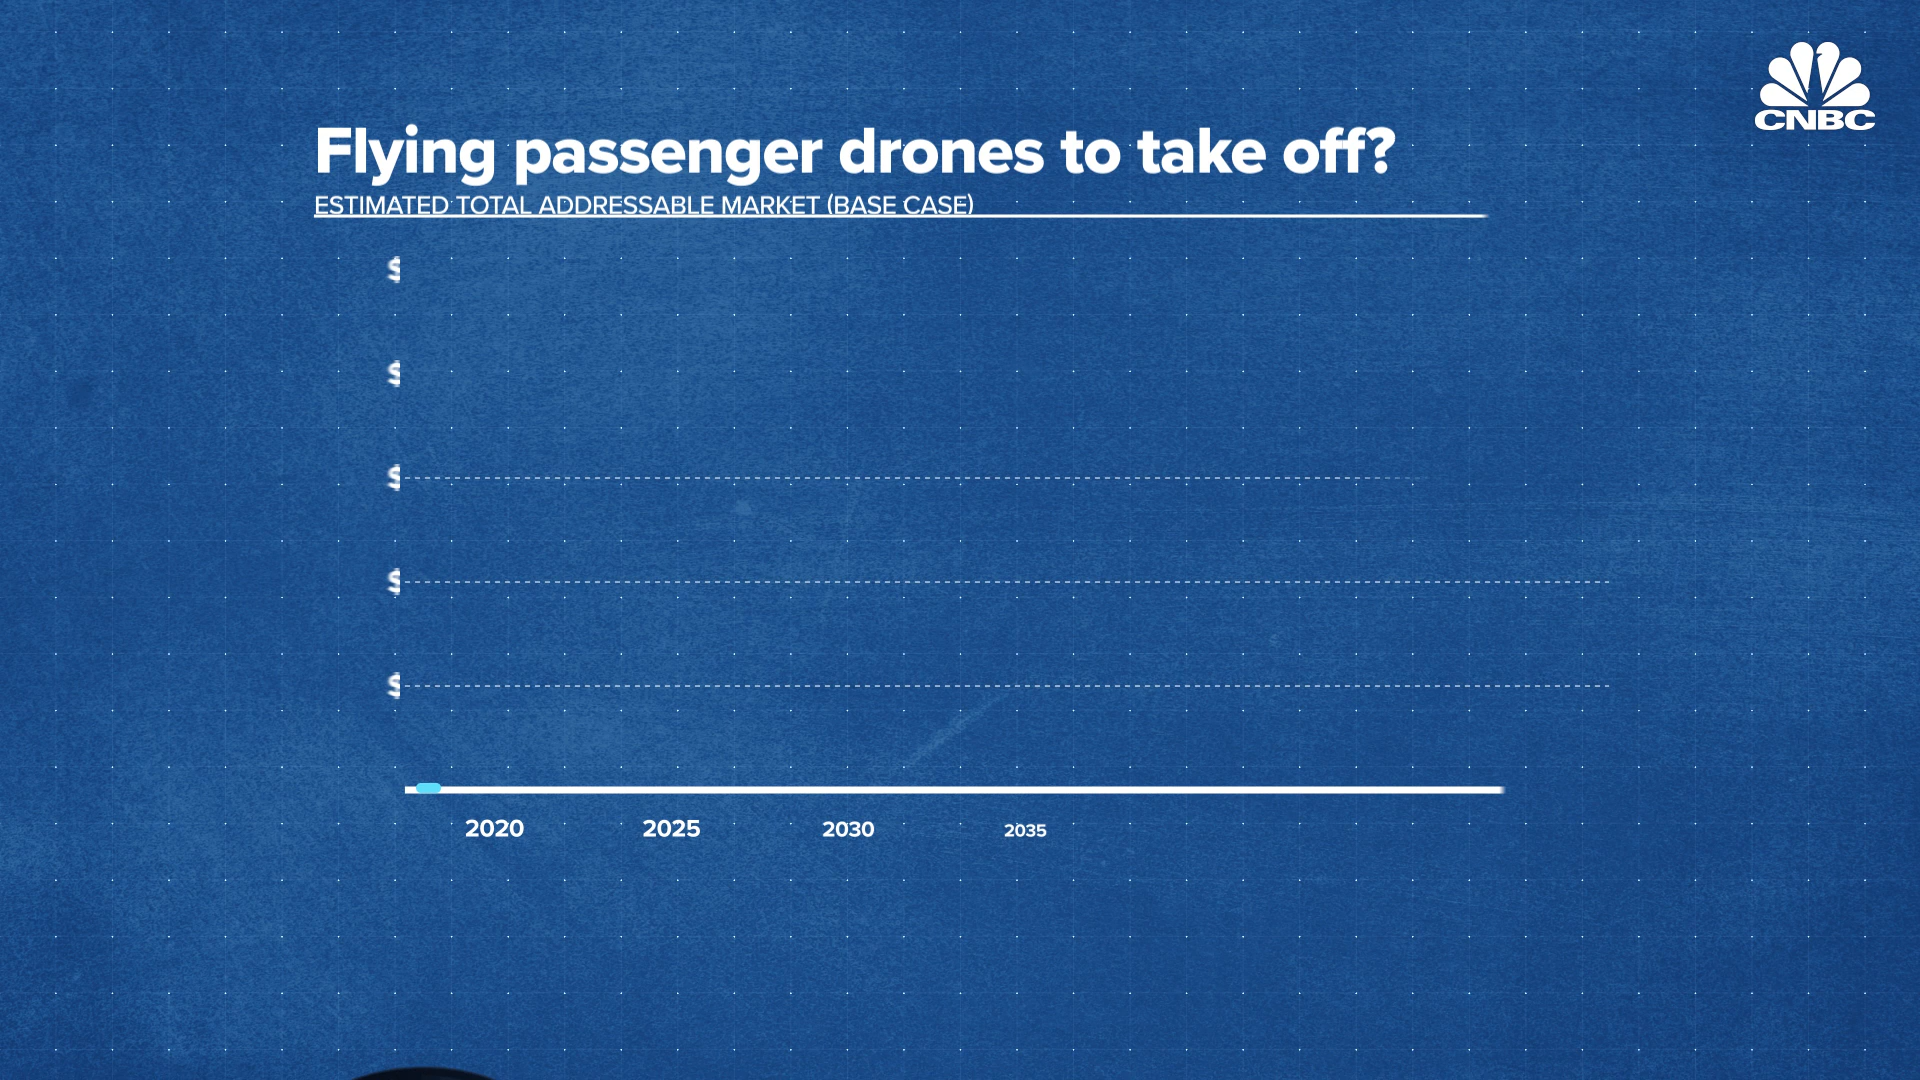 CNBC
Flying passenger drones to take off?
ESTIMATED TOTAL ADDRESSABLE MARKET (BASE CASE)
$
$
$
$
$
2020 2025 2030 2035